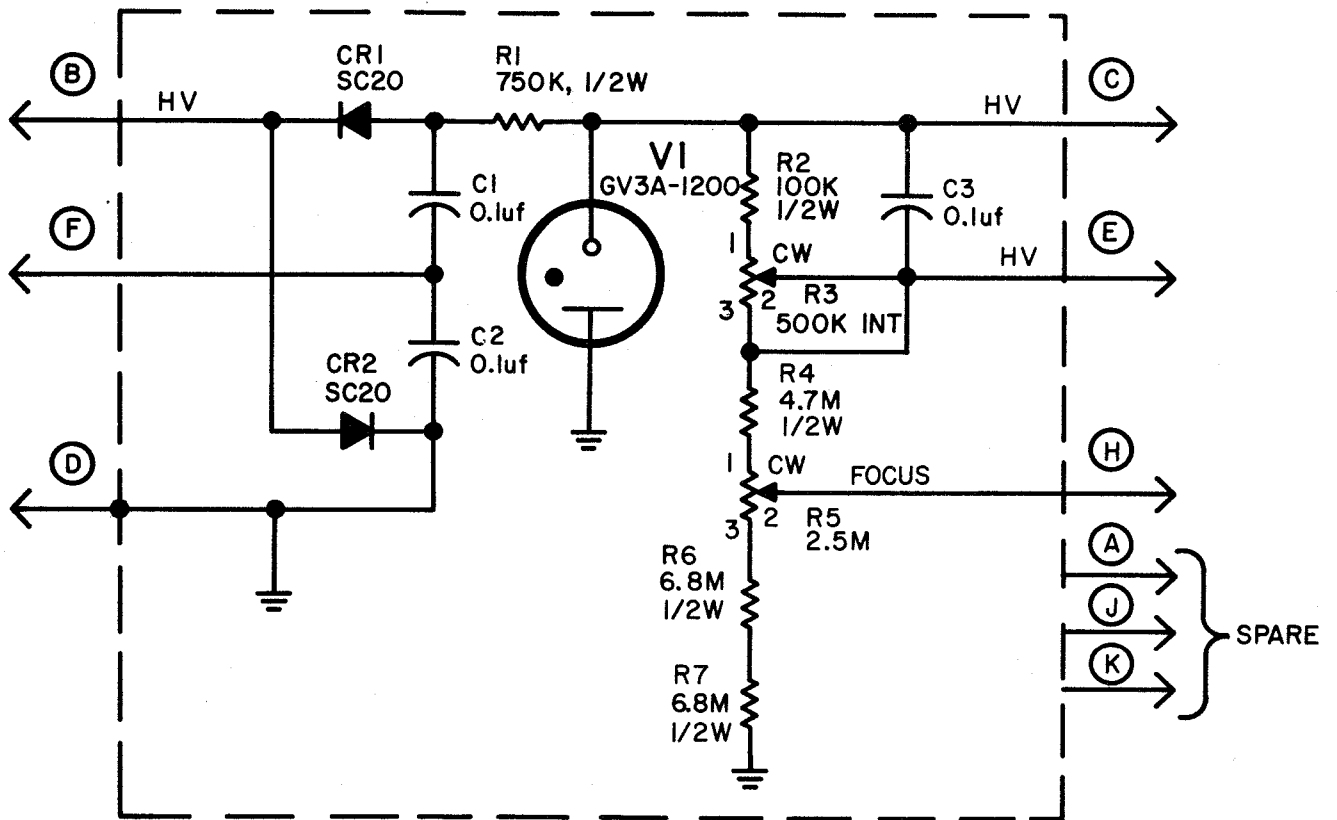 B
HV
CR1
SC20
R1
750K, 1/2W
HV
C
C1
0.1uf
V1
GV3A-1200
R2
100K
1/2W
C3
0.1uf
F
1
CW
HV
E
3
2
R3
500K INT
C2
0.1uf
CR2
SC20
R4
4.7M
1/2W
D
1
CW
FOCUS
H
3
2
R5
2.5M
R6
6.8M
1/2W
A
J
SPARE
K
R7
6.8M
1/2W